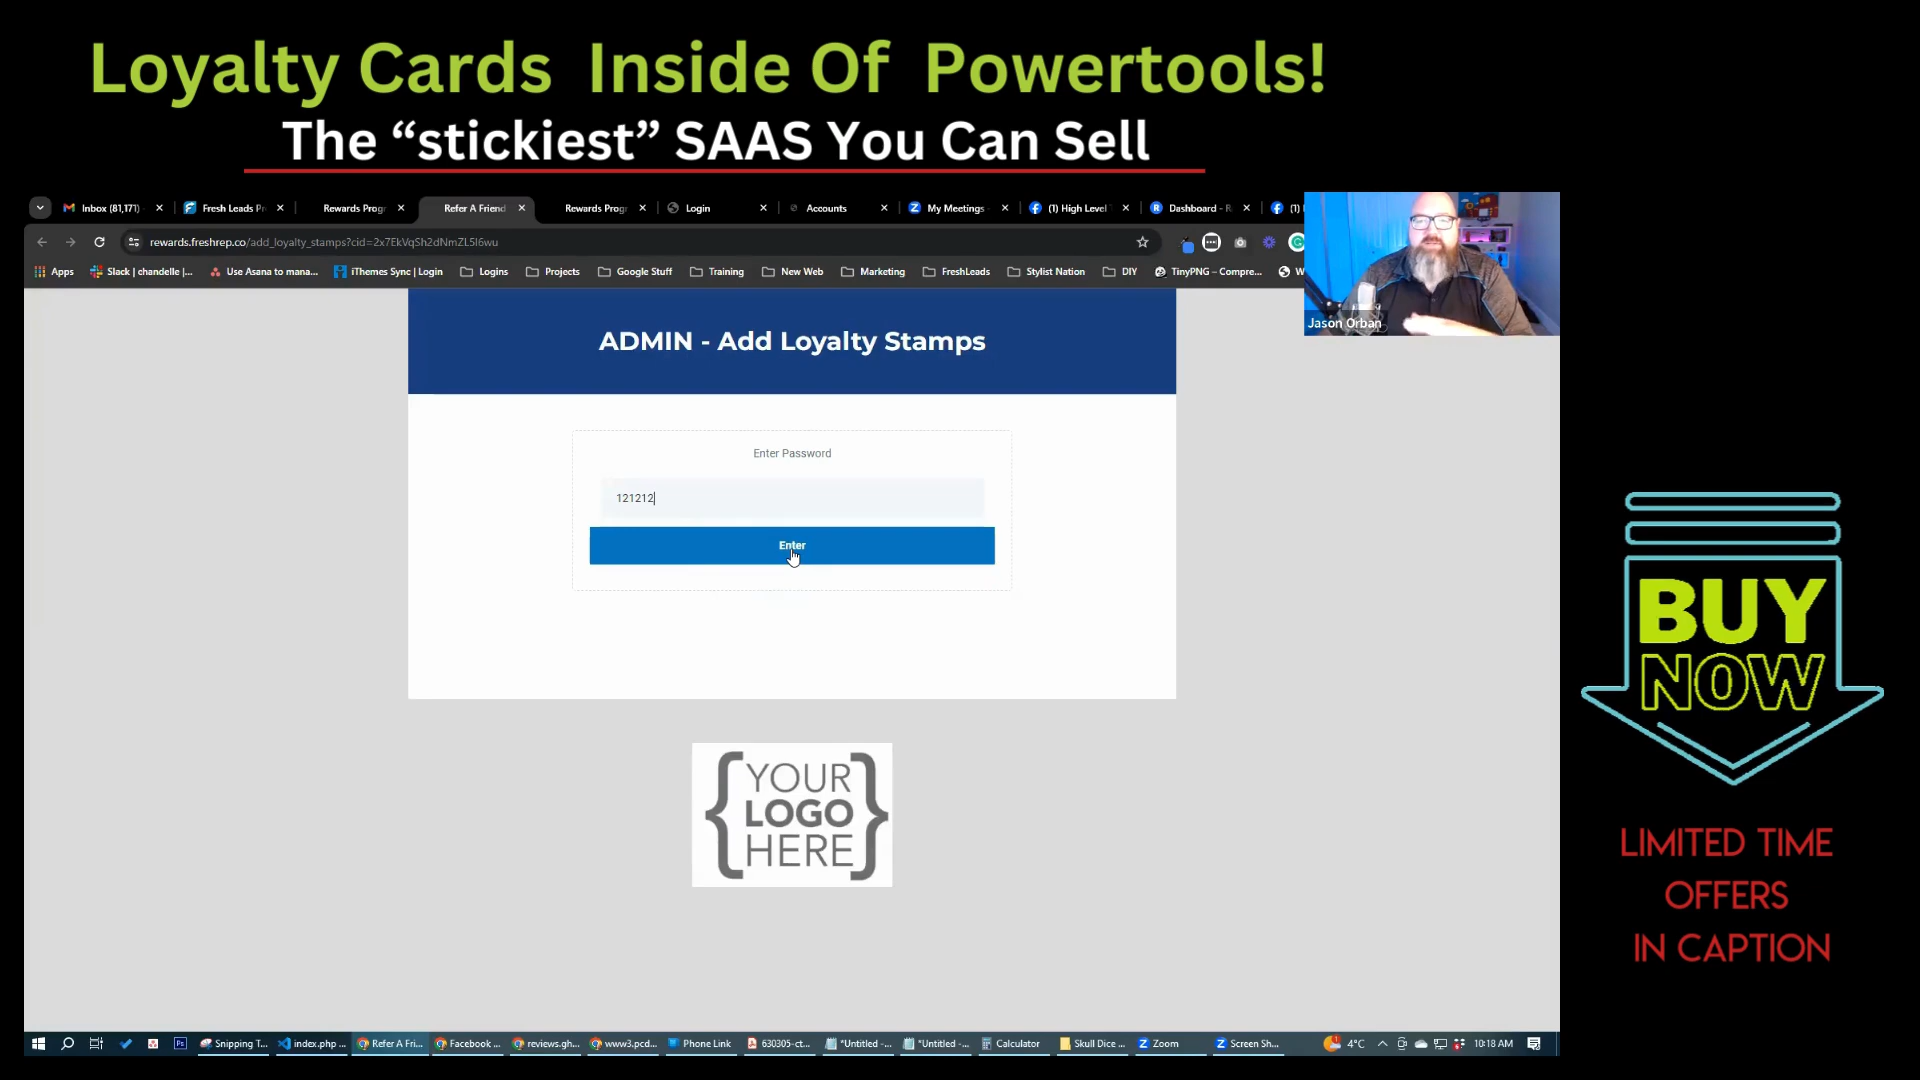 Loyalty Cards Inside Of Powertools!
The “stickiest” SAAS You Can Sell
Inbox (81,171)
Fresh Leads Pr
Rewards Prog
Refer A Friend
Rewards Prog
Login
Accounts
My Meetings -
(1) High Level
Dashboard - R
(1)
rewards.freshrep.co/add_loyalty_stamps?cid=2x7EkVqSh2dNmZL5I6wu
Apps
Slack | chandelle |...
Use Asana to mana...
iThemes Sync | Login
Logins
Projects
Google Stuff
Training
New Web
Marketing
FreshLeads
Stylist Nation
DIY
TinyPNG – Compre...
W
Jason Orban
ADMIN - Add Loyalty Stamps
Enter Password
121212
Enter
{YOUR
LOGO
HERE}
BUY
NOW
LIMITED TIME
OFFERS
IN CAPTION
Snipping T...
index.php ...
Refer A Fri...
Facebook ...
reviews.gh...
www3.pcd...
Phone Link
630305-ct...
*Untitled -...
*Untitled -...
Calculator
Skull Dice ...
Zoom
Screen Sh...
4°C
10:18 AM